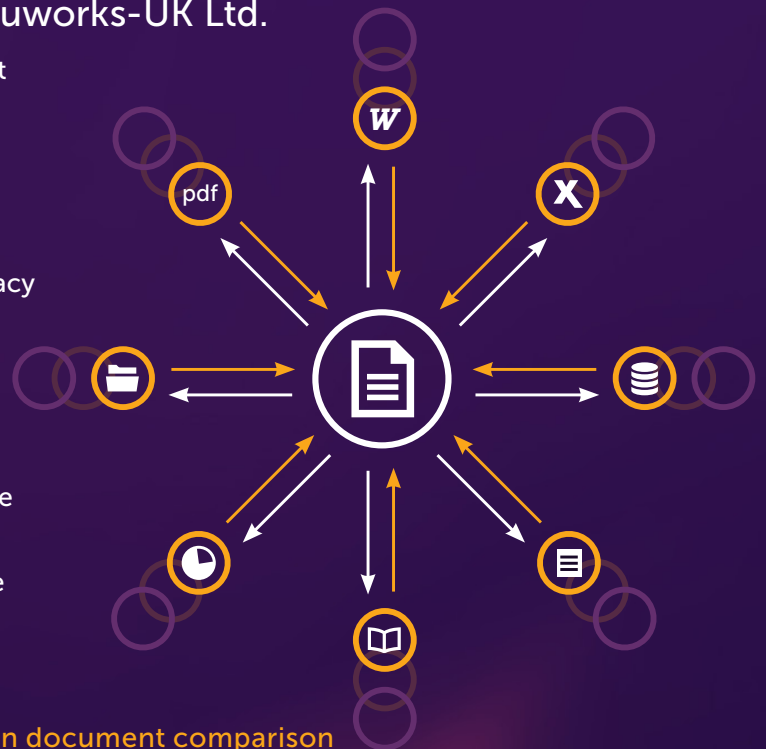 uworks-UK Ltd.
t
W
pdf
X
acy
e
e
n document comparison